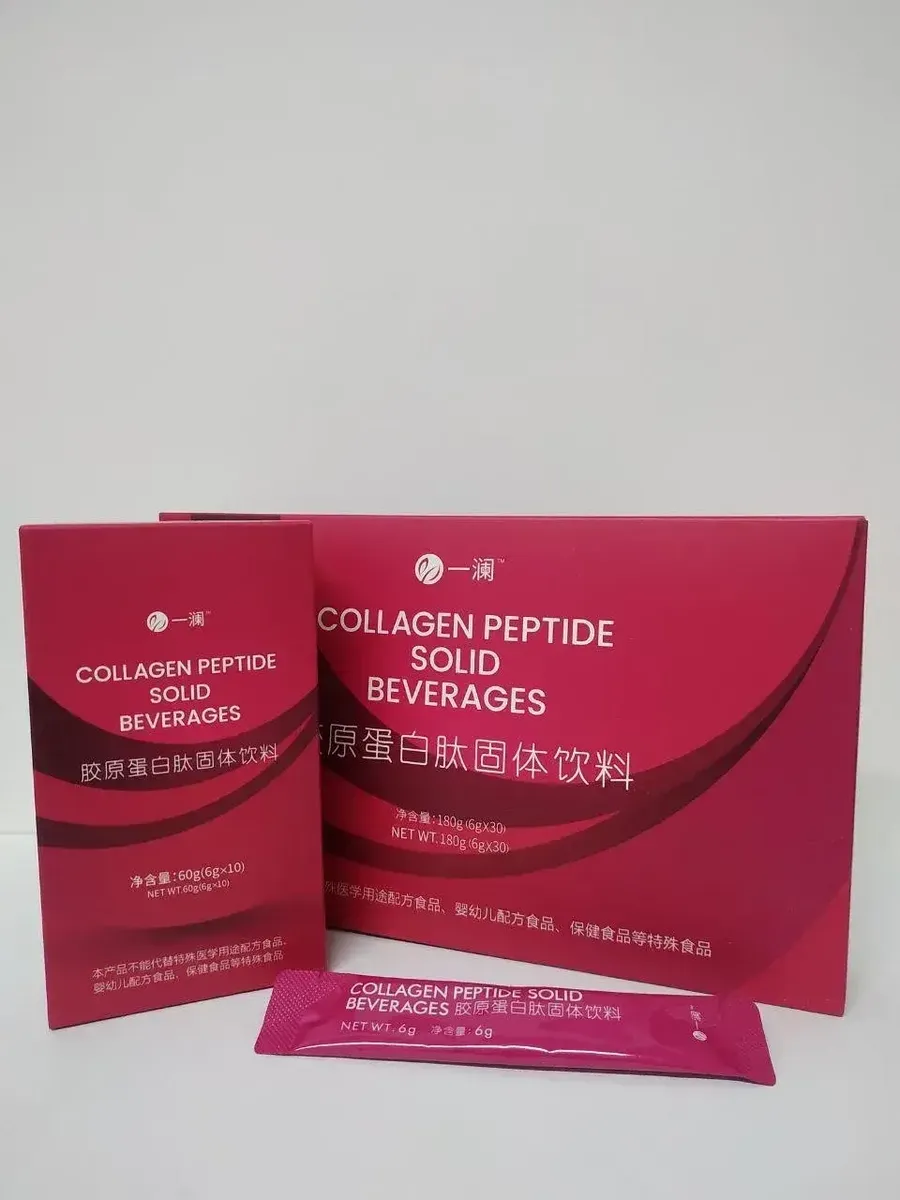 一澜™
COLLAGEN PEPTIDE
SOLID
BEVERAGES
胶原蛋白肽固体饮料
净含量:60g(6g×10)
NET WT.60g(6g×10)
本产品不能代替特殊医学用途配方食品、
婴幼儿配方食品、保健食品等特殊食品
一澜™
COLLAGEN PEPTIDE
SOLID
BEVERAGES
原蛋白肽固体饮料
净含量:180g(6gX30)
NET WT.180g(6gX30)
殊医学用途配方食品、婴幼儿配方食品、保健食品等特殊食品
COLLAGEN PEPTIDE SOLID
BEVERAGES 胶原蛋白肽固体饮料
NET WT. 6g 净含量: 6g